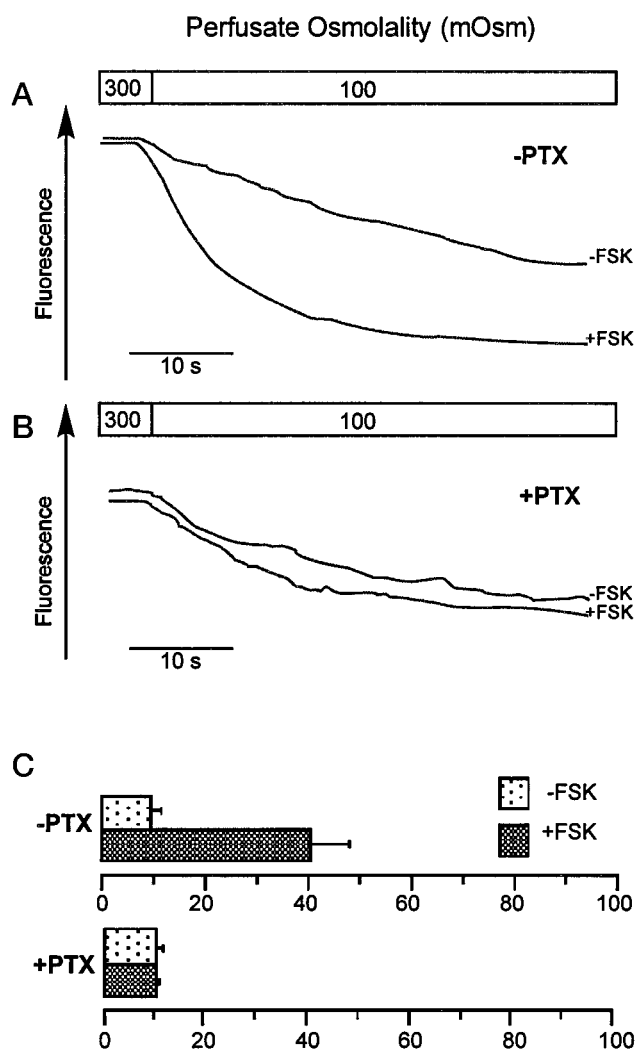 Perfusate Osmolality (mOsm)
A
300 100
Fluorescence
-PTX
-FSK
+FSK
10 s
B
300 100
Fluorescence
+PTX
-FSK
+FSK
10 s
C
-FSK
+FSK
-PTX
0 20 40 60 80 100
+PTX
0 20 40 60 80 100